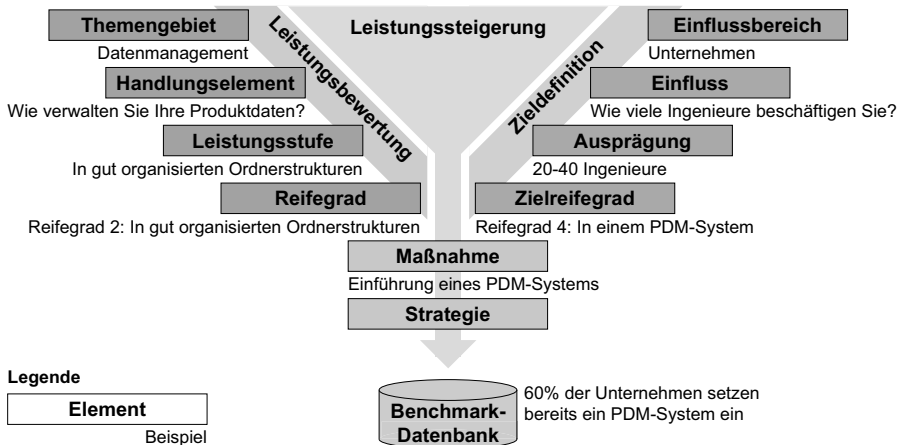 Leistungssteigerung
Leistungsbewertung
Zieldefinition
Themengebiet
Datenmanagement
Handlungselement
Wie verwalten Sie Ihre Produktdaten?
Leistungsstufe
In gut organisierten Ordnerstrukturen
Reifegrad
Reifegrad 2: In gut organisierten Ordnerstrukturen
Einflussbereich
Unternehmen
Einfluss
Wie viele Ingenieure beschäftigen Sie?
Ausprägung
20-40 Ingenieure
Zielreifegrad
Reifegrad 4: In einem PDM-System
Maßnahme
Einführung eines PDM-Systems
Strategie
Legende
Element
Beispiel
Benchmark-
Datenbank
60% der Unternehmen setzen
bereits ein PDM-System ein